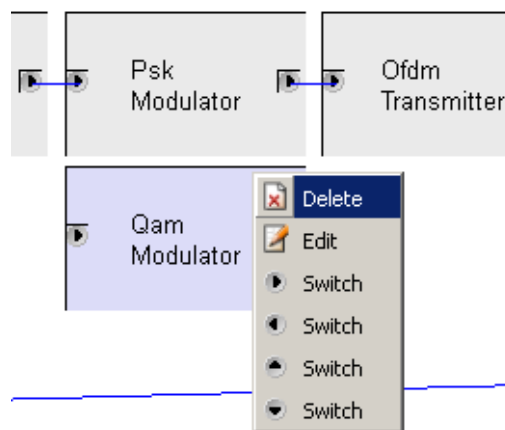 Psk
Modulator
Ofdm
Transmitter
Qam
Modulator
Delete
Edit
Switch
Switch
Switch
Switch